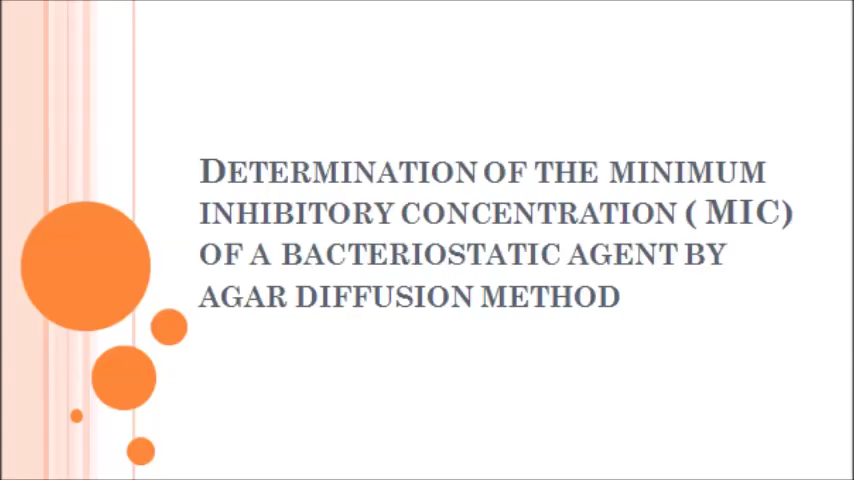 DETERMINATION OF THE MINIMUM
INHIBITORY CONCENTRATION ( MIC)
OF A BACTERIOSTATIC AGENT BY
AGAR DIFFUSION METHOD